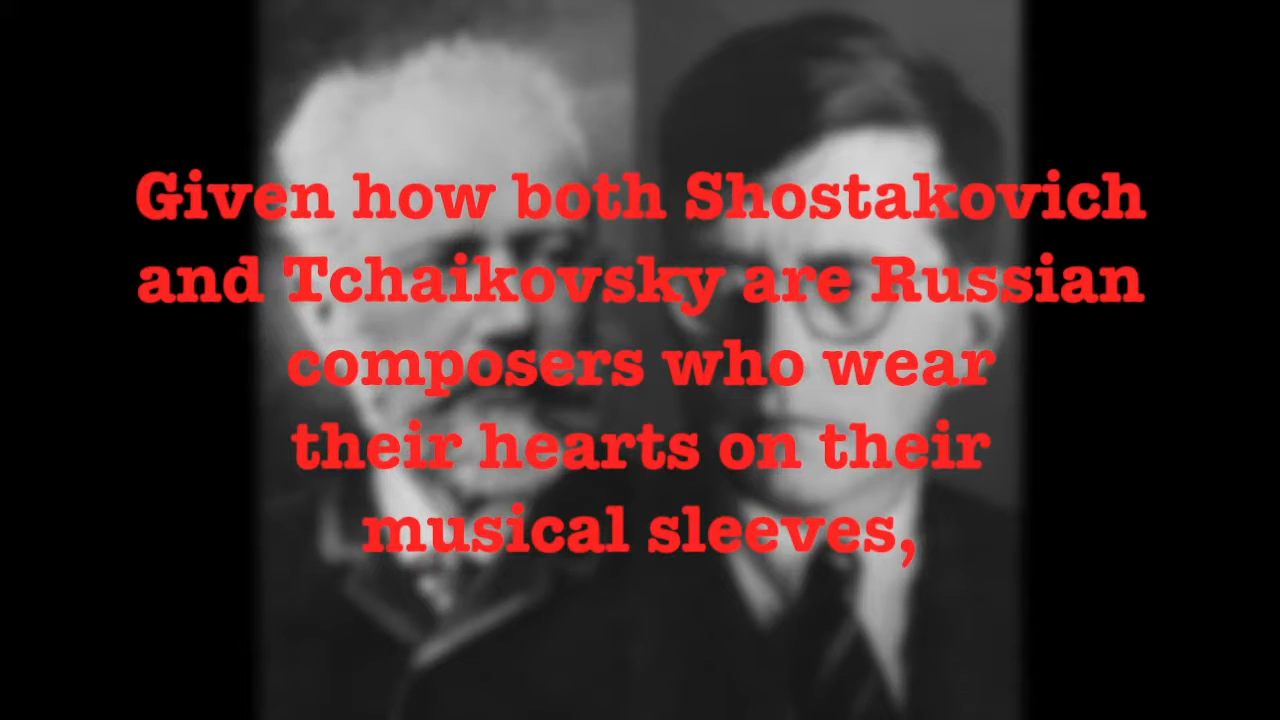 Given how both Shostakovich
and Tchaikovsky are Russian
composers who wear
their hearts on their
musical sleeves,